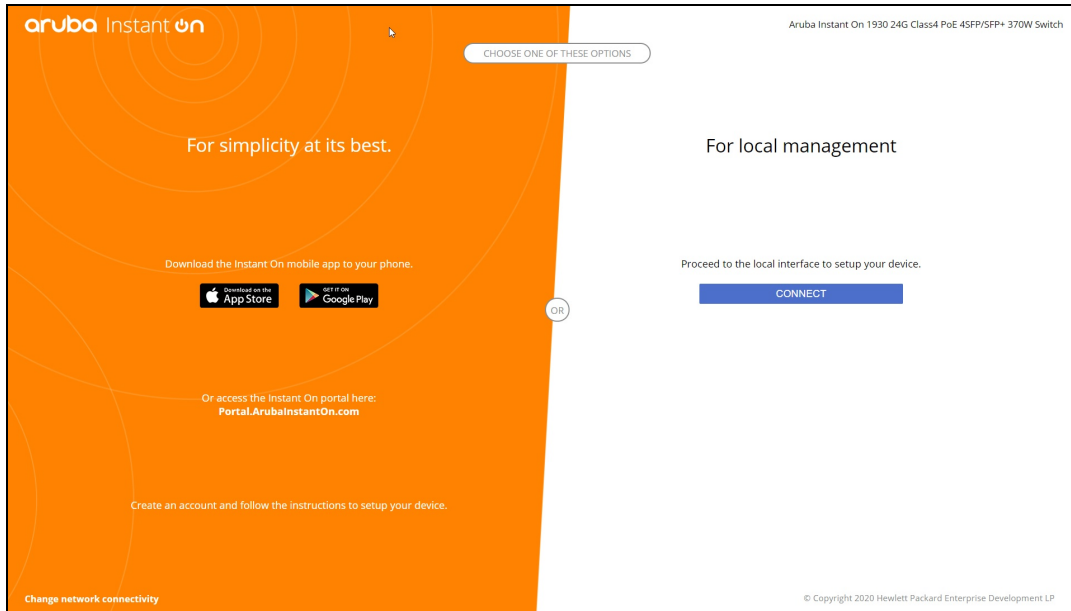 aruba Instant on
Aruba Instant On 1930 24G Class4 PoE 4SFP/SFP+ 370W Switch
CHOOSE ONE OF THESE OPTIONS
For simplicity at its best.
Download the Instant On mobile app to your phone.
Download on the
App Store
GET IT ON
Google Play
Or access the Instant On portal here:
Portal.ArubaInstantOn.com
Create an account and follow the instructions to setup your device.
Change network connectivity
OR
For local management
Proceed to the local interface to setup your device.
CONNECT
© Copyright 2020 Hewlett Packard Enterprise Development LP